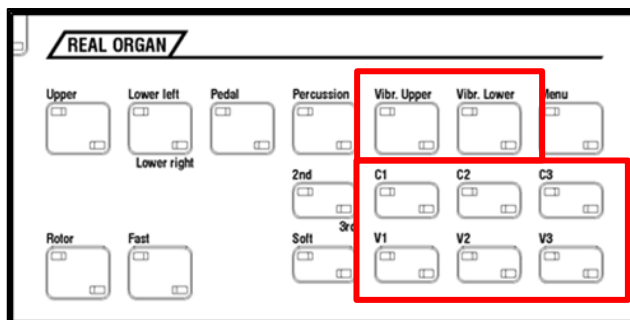 REAL ORGAN
Upper Lower left Pedal Percussion Vibr. Upper Vibr. Lower Menu
Lower right
2nd C1 C2 C3
3rd
Rotor Fast Soft V1 V2 V3